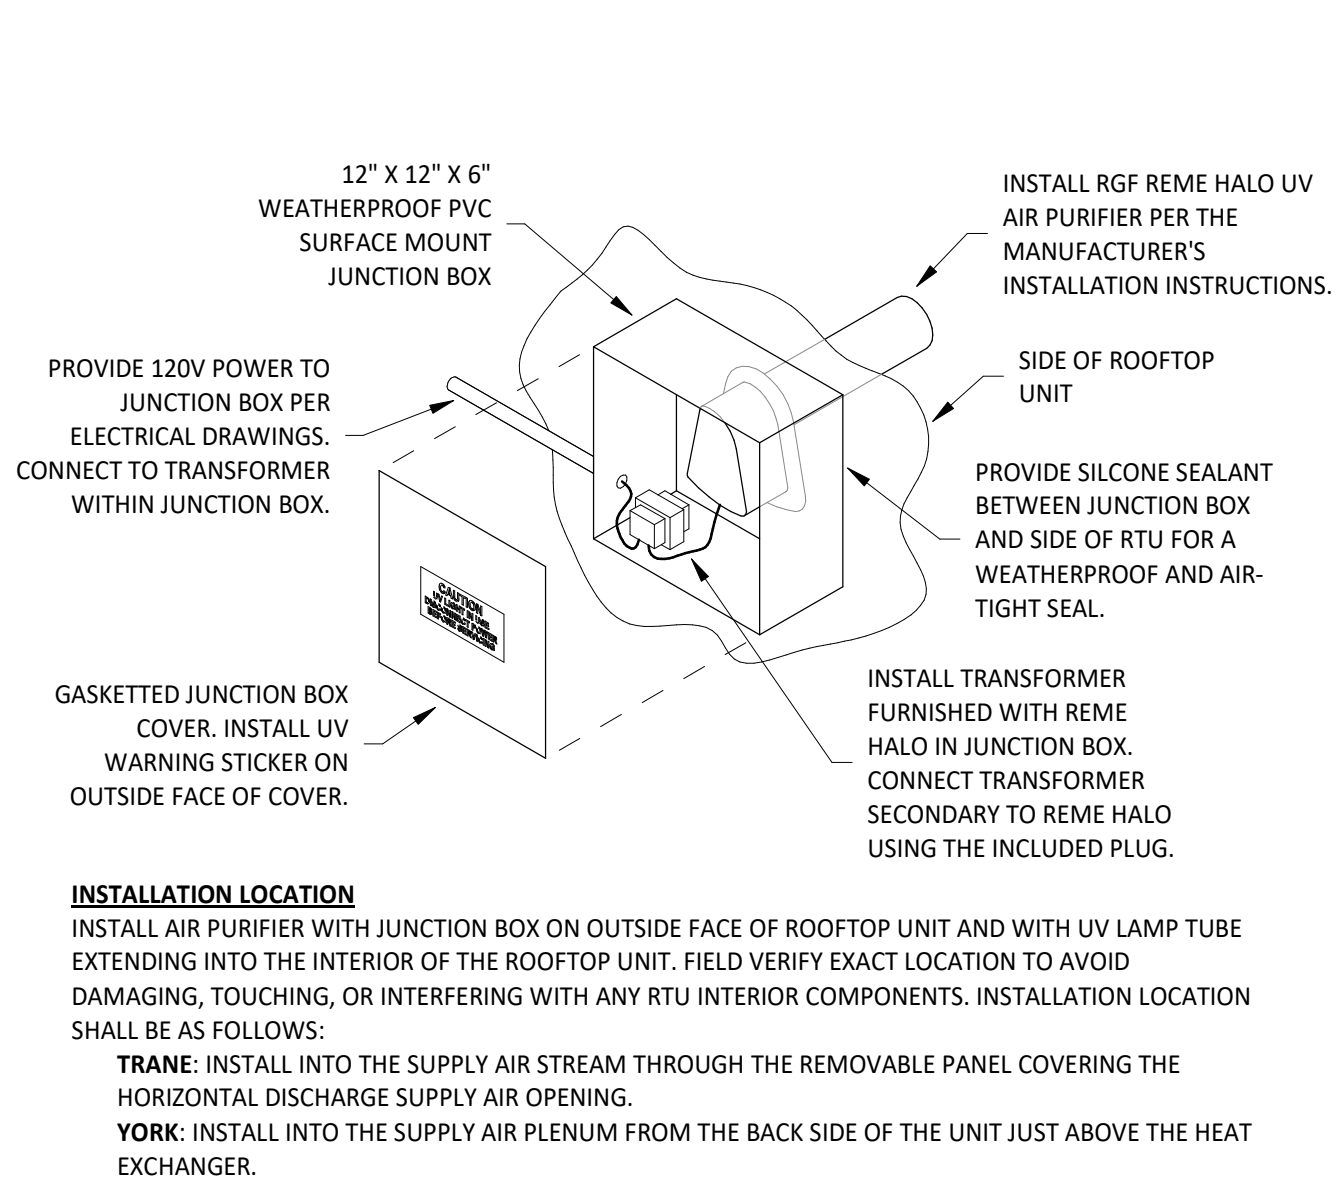 12" X 12" X 6"
WEATHERPROOF PVC
SURFACE MOUNT
JUNCTION BOX
INSTALL RGF REME HALO UV
AIR PURIFIER PER THE
MANUFACTURER'S
INSTALLATION INSTRUCTIONS.
SIDE OF ROOFTOP
UNIT
PROVIDE 120V POWER TO
JUNCTION BOX PER
ELECTRICAL DRAWINGS.
CONNECT TO TRANSFORMER
WITHIN JUNCTION BOX.
PROVIDE SILCONE SEALANT
BETWEEN JUNCTION BOX
AND SIDE OF RTU FOR A
WEATHERPROOF AND AIR-
TIGHT SEAL.
CAUTION
UV LIGHT IN USE
DISCONNECT POWER
BEFORE SERVICING
GASKETTED JUNCTION BOX
COVER. INSTALL UV
WARNING STICKER ON
OUTSIDE FACE OF COVER.
INSTALL TRANSFORMER
FURNISHED WITH REME
HALO IN JUNCTION BOX.
CONNECT TRANSFORMER
SECONDARY TO REME HALO
USING THE INCLUDED PLUG.
INSTALLATION LOCATION
INSTALL AIR PURIFIER WITH JUNCTION BOX ON OUTSIDE FACE OF ROOFTOP UNIT AND WITH UV LAMP TUBE
EXTENDING INTO THE INTERIOR OF THE ROOFTOP UNIT. FIELD VERIFY EXACT LOCATION TO AVOID
DAMAGING, TOUCHING, OR INTERFERING WITH ANY RTU INTERIOR COMPONENTS. INSTALLATION LOCATION
SHALL BE AS FOLLOWS:
TRANE: INSTALL INTO THE SUPPLY AIR STREAM THROUGH THE REMOVABLE PANEL COVERING THE
HORIZONTAL DISCHARGE SUPPLY AIR OPENING.
YORK: INSTALL INTO THE SUPPLY AIR PLENUM FROM THE BACK SIDE OF THE UNIT JUST ABOVE THE HEAT
EXCHANGER.